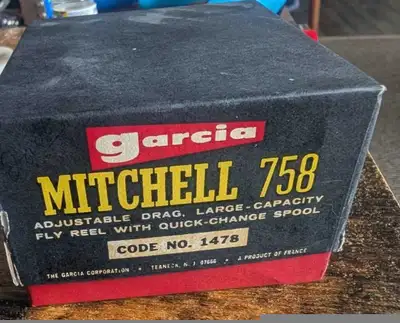 garcia
MITCHELL 758
ADJUSTABLE DRAG, LARGE-CAPACITY
FLY REEL WITH QUICK-CHANGE SPOOL
CODE NO. 1478
THE GARCIA CORPORATION • TEANECK, N. J. 07666 • A PRODUCT OF FRANCE